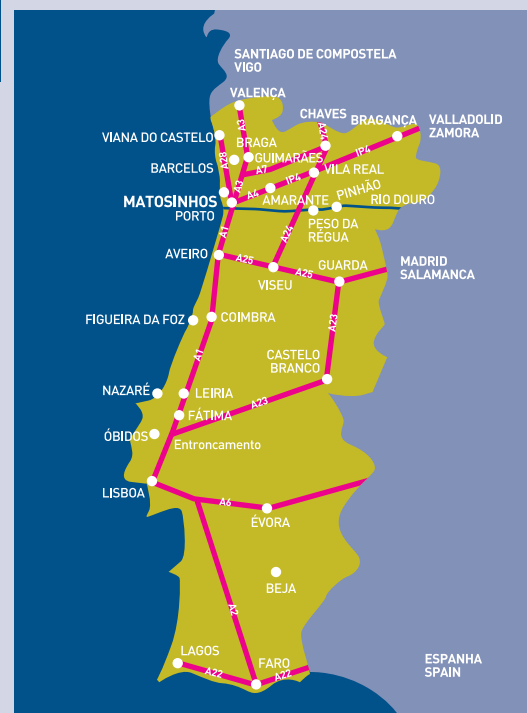 SANTIAGO DE COMPOSTELA
VIGO
VALENÇA
A3
CHAVES
A24
BRAGANÇA
VALLADOLID
ZAMORA
VIANA DO CASTELO
A28
BRAGA
GUIMARÃES
BARCELOS
A7
IP4
VILA REAL
A3
IP4
A4
AMARANTE
PINHÃO
RIO DOURO
MATOSINHOS
PORTO
PESO DA
RÉGUA
A1
A24
AVEIRO
A25
A25
GUARDA
MADRID
SALAMANCA
VISEU
FIGUEIRA DA FOZ
COIMBRA
A23
A1
CASTELO
BRANCO
NAZARÉ
LEIRIA
A23
FÁTIMA
ÓBIDOS
Entroncamento
LISBOA
A6
ÉVORA
BEJA
A2
LAGOS
A22
FARO
A22
ESPANHA
SPAIN